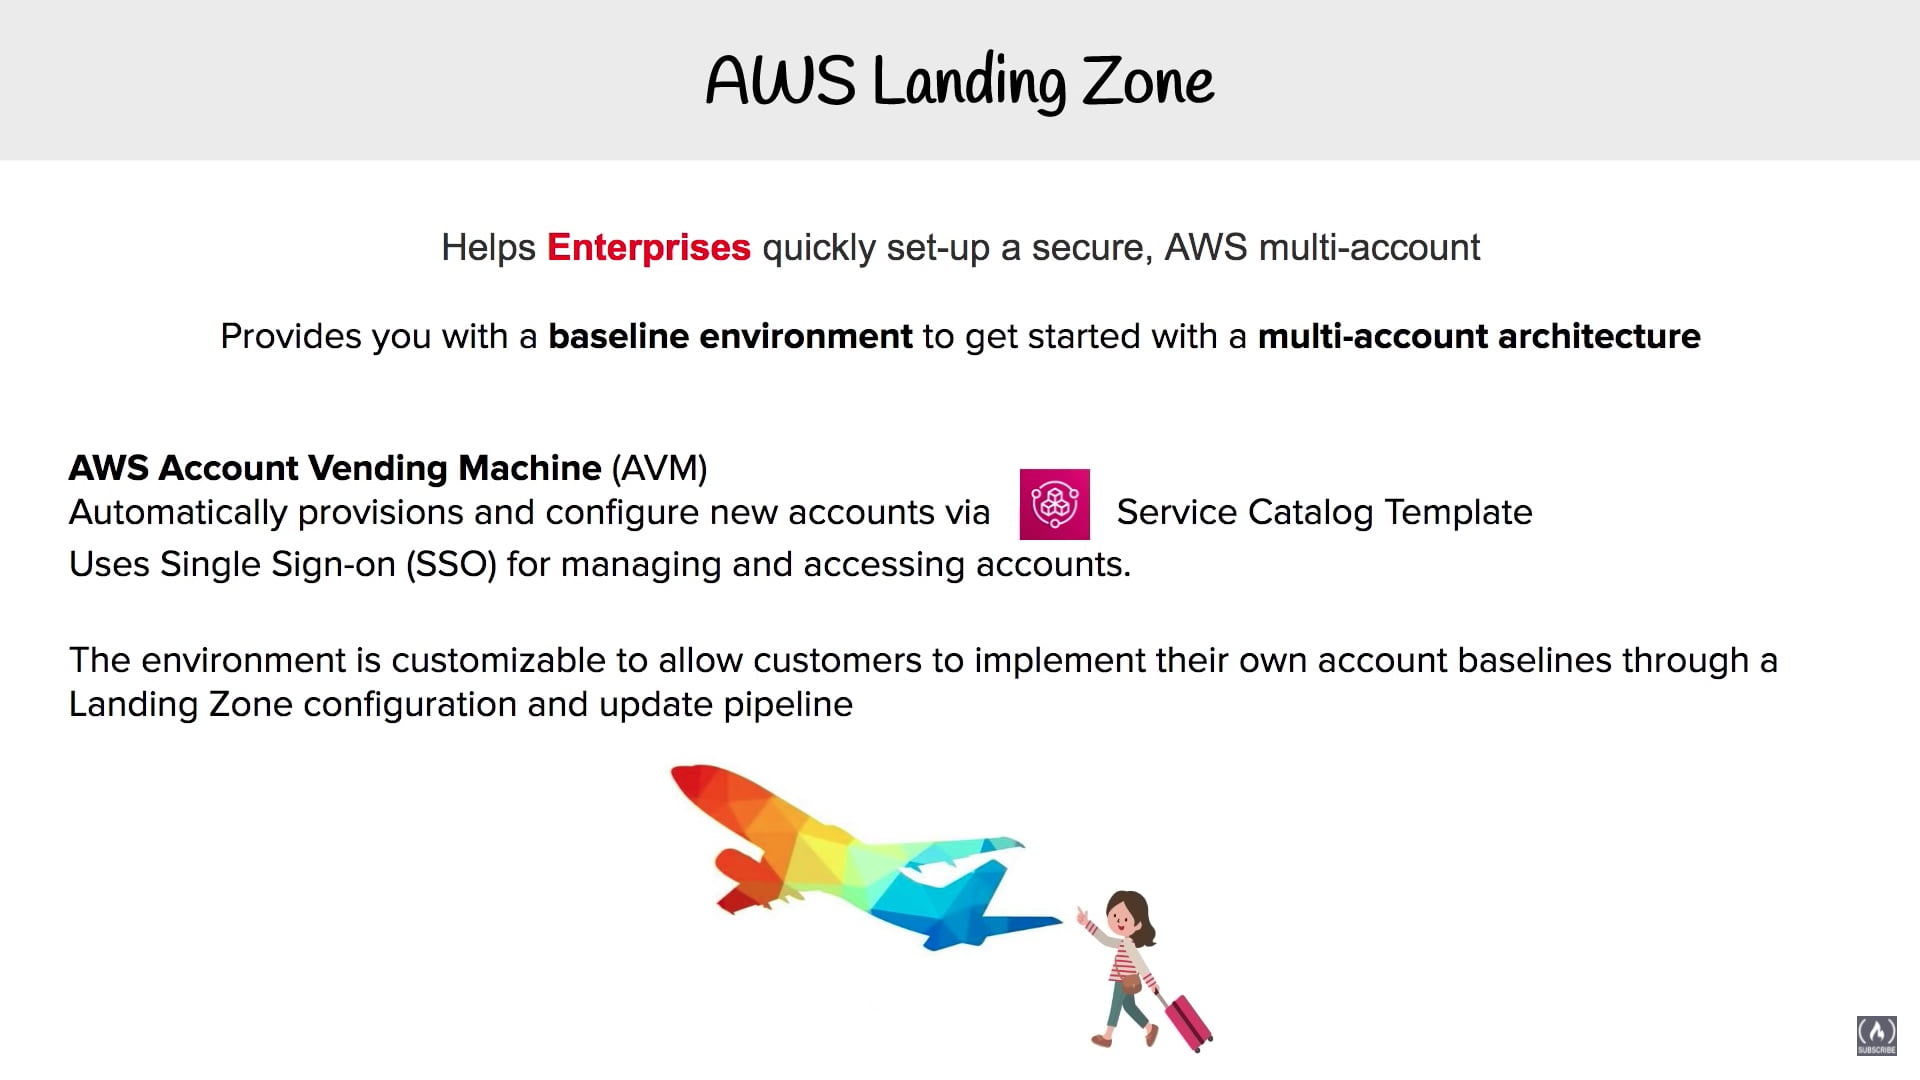 AWS Landing Zone
Helps Enterprises quickly set-up a secure, AWS multi-account
Provides you with a baseline environment to get started with a multi-account architecture
AWS Account Vending Machine (AVM)
Automatically provisions and configure new accounts via Service Catalog Template
Uses Single Sign-on (SSO) for managing and accessing accounts.
The environment is customizable to allow customers to implement their own account baselines through a
Landing Zone configuration and update pipeline
SUBSCRIBE